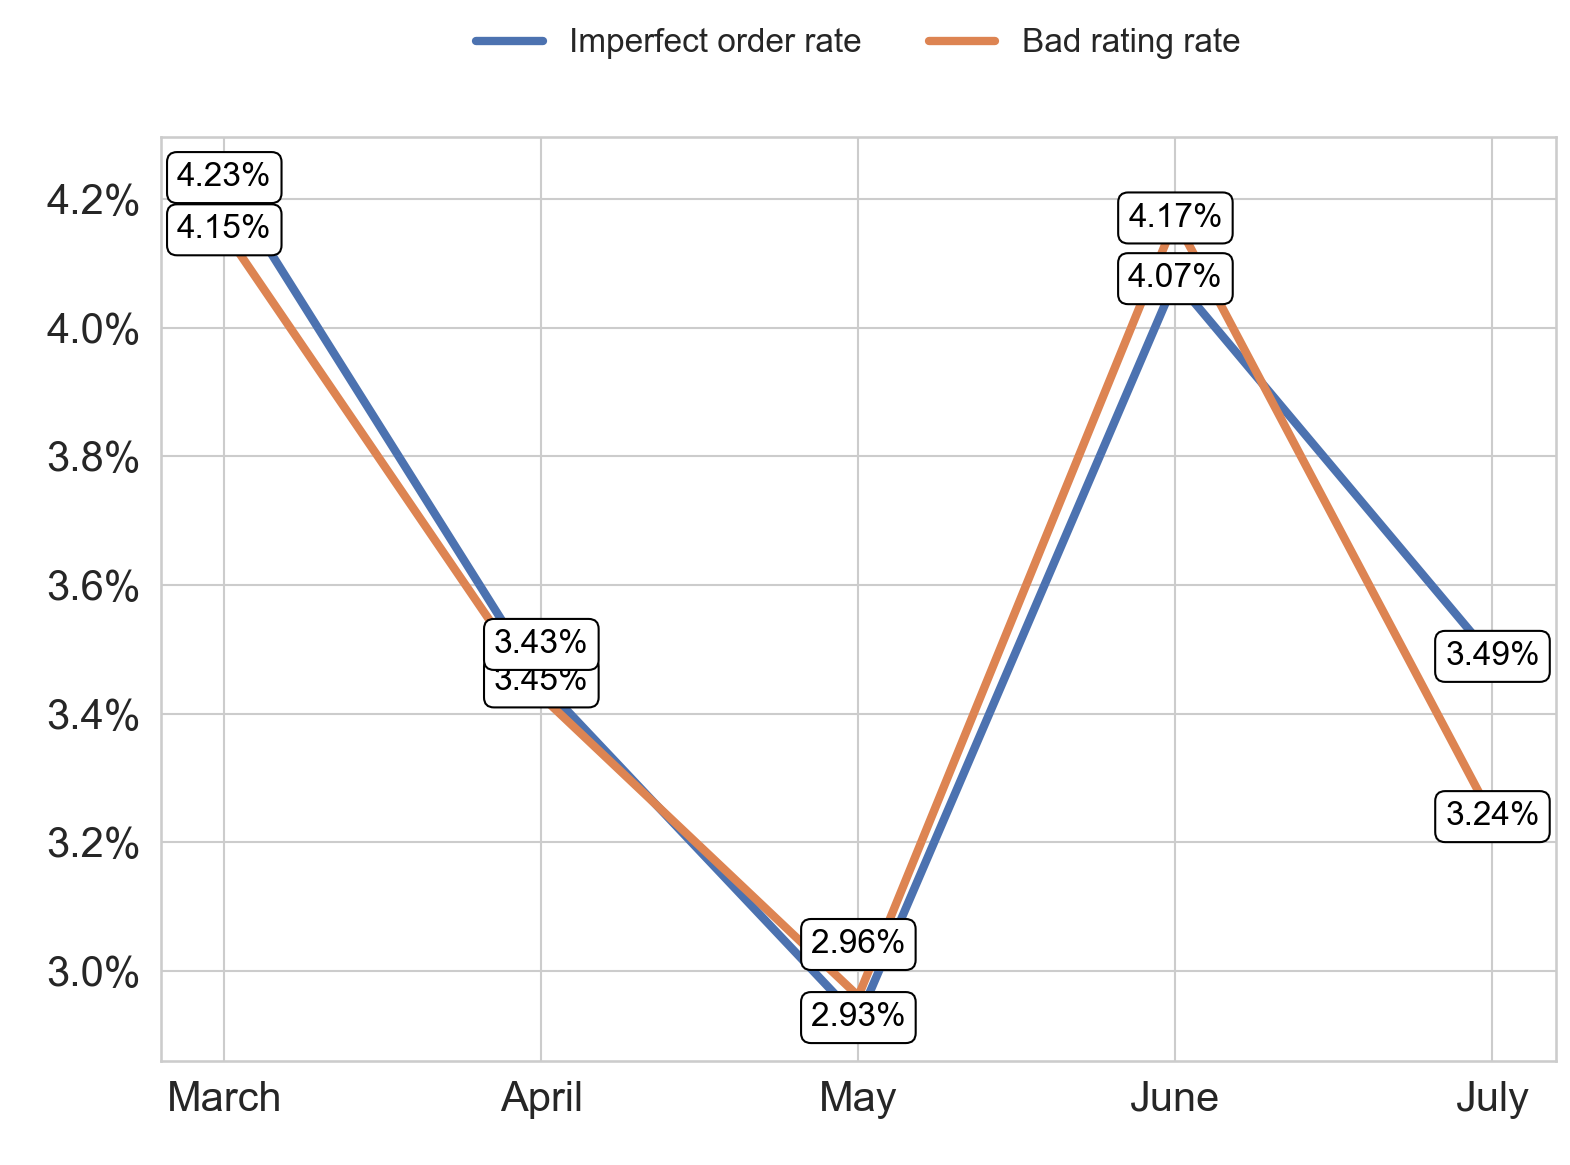 Imperfect order rate
Bad rating rate
4.23%
4.15%
4.17%
4.07%
3.43%
3.45%
3.49%
3.24%
2.96%
2.93%
4.2%
4.0%
3.8%
3.6%
3.4%
3.2%
3.0%
March
April
May
June
July